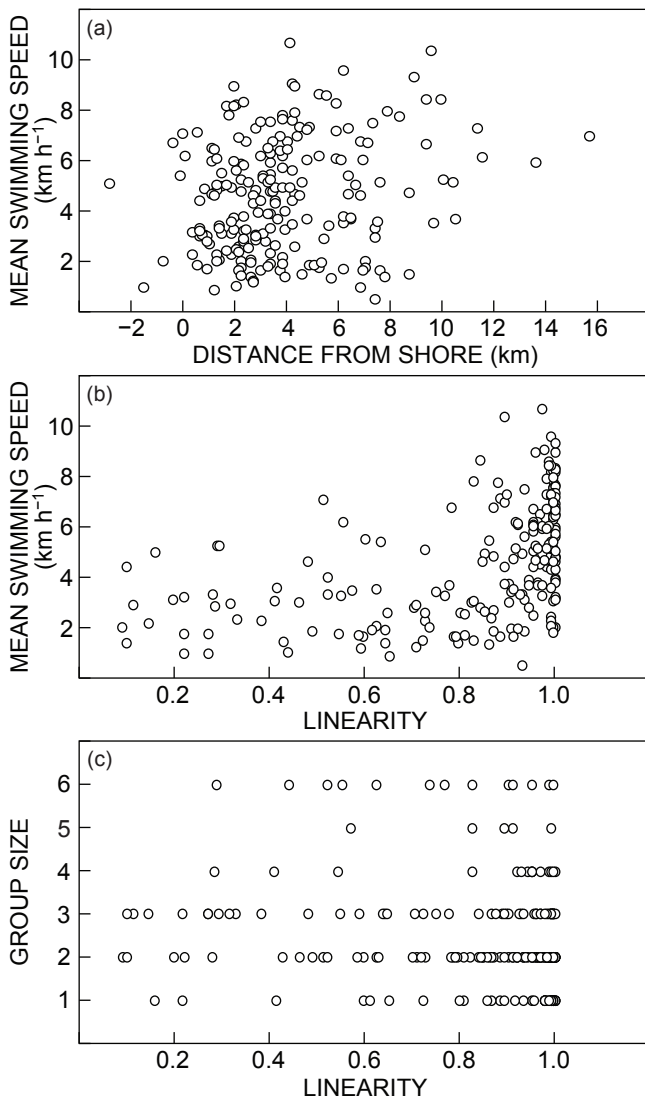 (a)
MEAN SWIMMING SPEED
(km h⁻¹)
10
8
6
4
2
−2 0 2 4 6 8 10 12 14 16
DISTANCE FROM SHORE (km)
(b)
MEAN SWIMMING SPEED
(km h⁻¹)
10
8
6
4
2
0.2 0.4 0.6 0.8 1.0
LINEARITY
(c)
GROUP SIZE
6
5
4
3
2
1
0.2 0.4 0.6 0.8 1.0
LINEARITY